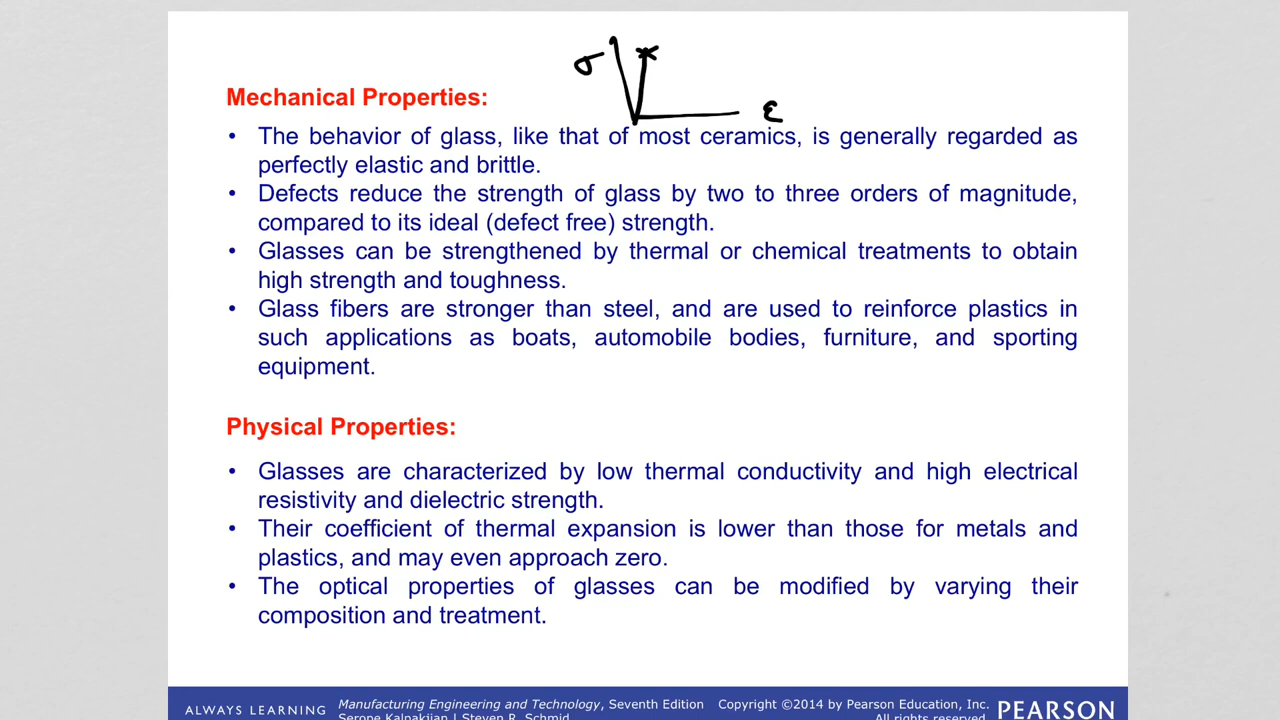 σ
ε
Mechanical Properties:
• The behavior of glass, like that of most ceramics, is generally regarded as
perfectly elastic and brittle.
• Defects reduce the strength of glass by two to three orders of magnitude,
compared to its ideal (defect free) strength.
• Glasses can be strengthened by thermal or chemical treatments to obtain
high strength and toughness.
• Glass fibers are stronger than steel, and are used to reinforce plastics in
such applications as boats, automobile bodies, furniture, and sporting
equipment.
Physical Properties:
• Glasses are characterized by low thermal conductivity and high electrical
resistivity and dielectric strength.
• Their coefficient of thermal expansion is lower than those for metals and
plastics, and may even approach zero.
• The optical properties of glasses can be modified by varying their
composition and treatment.
ALWAYS LEARNING
Manufacturing Engineering and Technology, Seventh Edition
Serope Kalpakjian | Steven R. Schmid
Copyright ©2014 by Pearson Education, Inc.
All rights reserved.
PEARSON